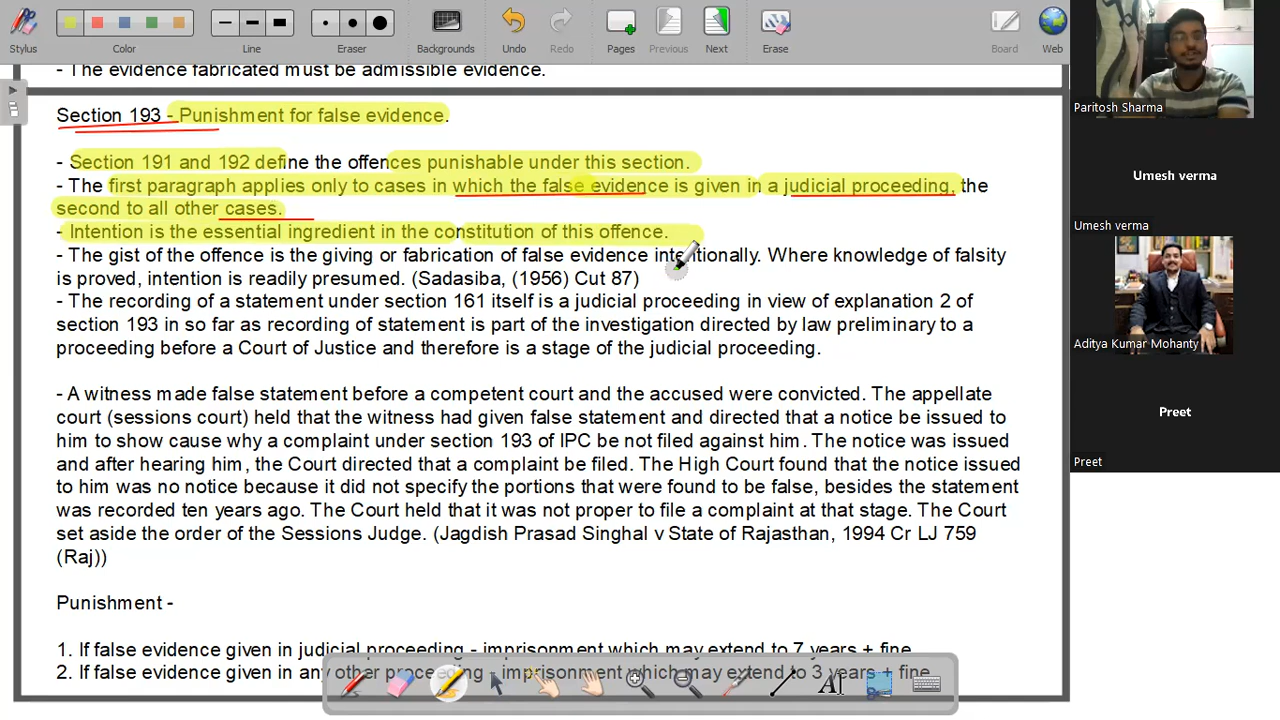 Stylus
Color
Line
Eraser
Backgrounds
Undo
Redo
Pages
Previous
Next
Erase
Board
Web
- The evidence fabricated must be admissible evidence.
Section 193 - Punishment for false evidence.
- Section 191 and 192 define the offences punishable under this section.
- The first paragraph applies only to cases in which the false evidence is given in a judicial proceeding, the
second to all other cases.
- Intention is the essential ingredient in the constitution of this offence.
- The gist of the offence is the giving or fabrication of false evidence intentionally. Where knowledge of falsity
is proved, intention is readily presumed. (Sadasiba, (1956) Cut 87)
- The recording of a statement under section 161 itself is a judicial proceeding in view of explanation 2 of
section 193 in so far as recording of statement is part of the investigation directed by law preliminary to a
proceeding before a Court of Justice and therefore is a stage of the judicial proceeding.
- A witness made false statement before a competent court and the accused were convicted. The appellate
court (sessions court) held that the witness had given false statement and directed that a notice be issued to
him to show cause why a complaint under section 193 of IPC be not filed against him. The notice was issued
and after hearing him, the Court directed that a complaint be filed. The High Court found that the notice issued
to him was no notice because it did not specify the portions that were found to be false, besides the statement
was recorded ten years ago. The Court held that it was not proper to file a complaint at that stage. The Court
set aside the order of the Sessions Judge. (Jagdish Prasad Singhal v State of Rajasthan, 1994 Cr LJ 759
(Raj))
Punishment -
1. If false evidence given in judicial proceeding - imprisonment which may extend to 7 years + fine
2. If false evidence given in any other proceeding - imprisonment which may extend to 3 years + fine
Paritosh Sharma
Umesh verma
Umesh verma
Aditya Kumar Mohanty
Preet
Preet